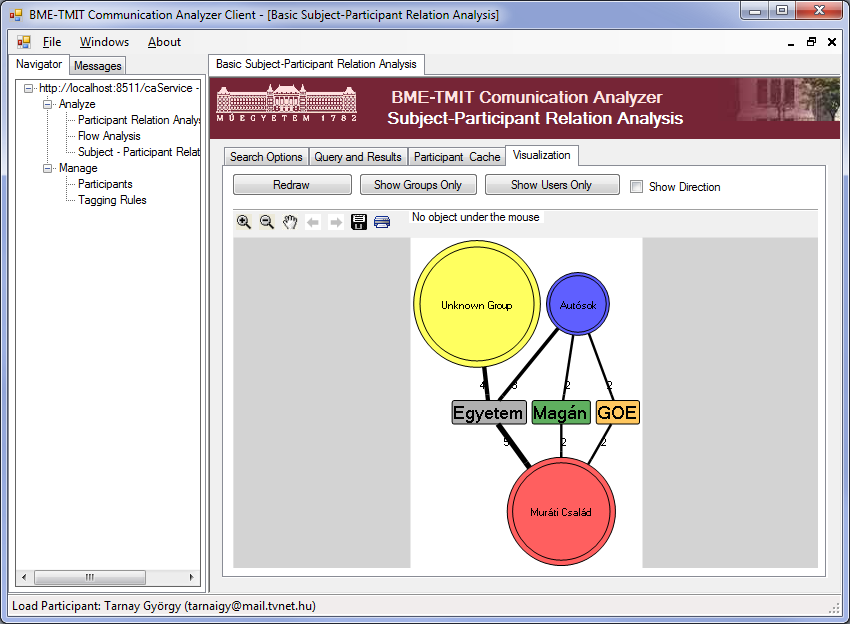 BME-TMIT Communication Analyzer Client - [Basic Subject-Participant Relation Analysis]
File Windows About
Navigator Messages
Basic Subject-Participant Relation Analysis
http://localhost:8511/caService -
Analyze
Participant Relation Analys
Flow Analysis
Subject - Participant Relat
Manage
Participants
Tagging Rules
MŰEGYETEM 1782
BME-TMIT Comunication Analyzer
Subject-Participant Relation Analysis
Search Options Query and Results Participant Cache Visualization
Redraw Show Groups Only Show Users Only Show Direction
No object under the mouse
Unknown Group Autósok
4 3 2 2
Egyetem Magán GOE
5 2 2
Muráti Család
Load Participant: Tarnay György (tarnaigy@mail.tvnet.hu)